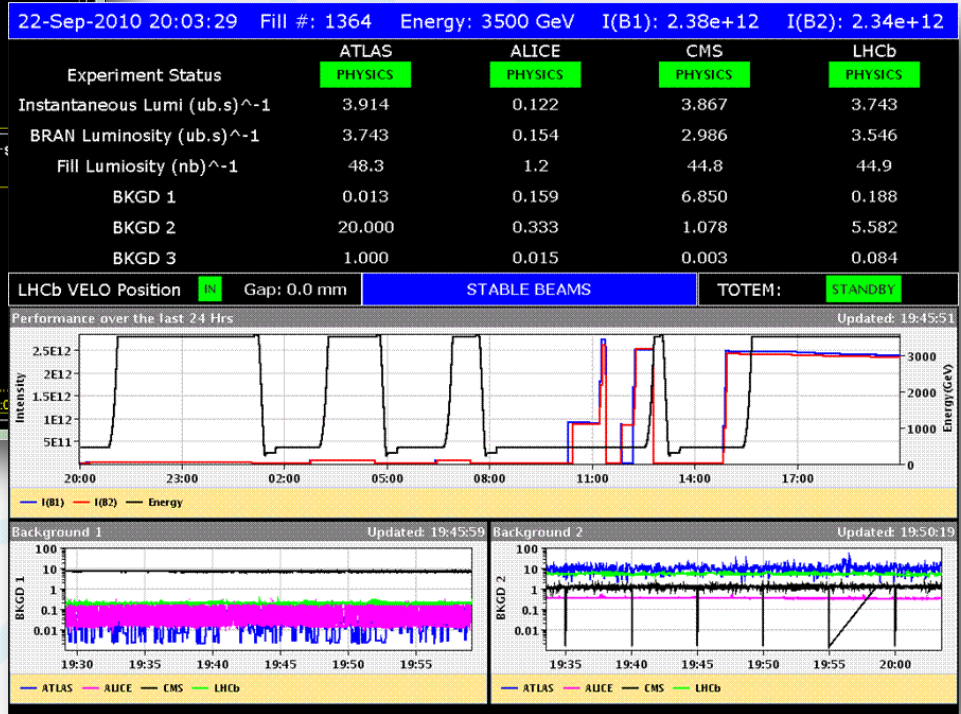 22-Sep-2010 20:03:29 Fill #: 1364 Energy: 3500 GeV I(B1): 2.38e+12 I(B2): 2.34e+12
ATLAS ALICE CMS LHCb
Experiment Status PHYSICS PHYSICS PHYSICS PHYSICS
Instantaneous Lumi (ub.s)^-1 3.914 0.122 3.867 3.743
BRAN Luminosity (ub.s)^-1 3.743 0.154 2.986 3.546
Fill Lumiosity (nb)^-1 48.3 1.2 44.8 44.9
BKGD 1 0.013 0.159 6.850 0.188
BKGD 2 20.000 0.333 1.078 5.582
BKGD 3 1.000 0.015 0.003 0.084
LHCb VELO Position IN Gap: 0.0 mm STABLE BEAMS TOTEM: STANDBY
Performance over the last 24 Hrs Updated: 19:45:51
Intensity
2.5E12
2E12
1.5E12
1E12
5E11
3000
2000
1000
0
Energy(GeV)
20:00 23:00 02:00 05:00 08:00 11:00 14:00 17:00
I(B1) I(B2) Energy
Background 1 Updated: 19:45:59
BKGD 1
100
10
1
0.1
0.01
19:30 19:35 19:40 19:45 19:50 19:55
ATLAS ALICE CMS LHCb
Background 2 Updated: 19:50:19
BKGD 2
100
10
1
0.1
0.01
19:35 19:40 19:45 19:50 19:55 20:00
ATLAS ALICE CMS LHCb